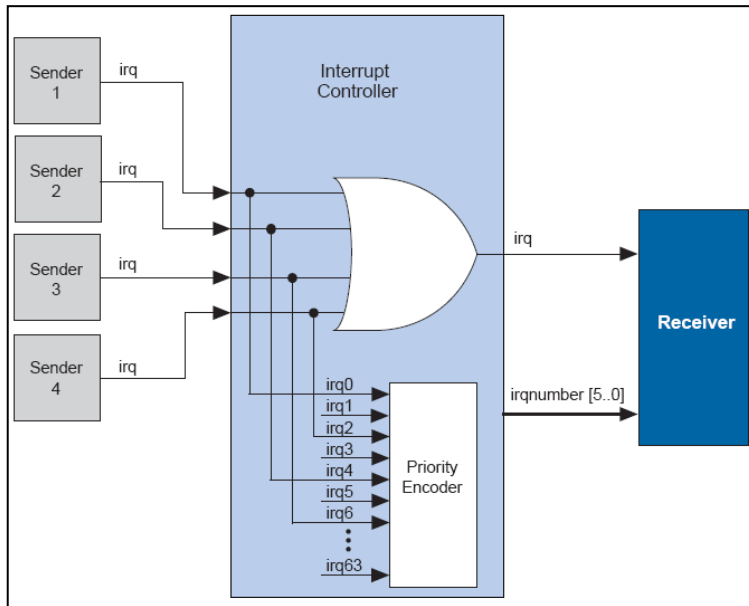 Sender
1
irq
Sender
2
irq
Sender
3
irq
Sender
4
irq
Interrupt
Controller
irq
Receiver
irqnumber [5..0]
irq0
irq1
irq2
irq3
irq4
irq5
irq6
irq63
Priority
Encoder